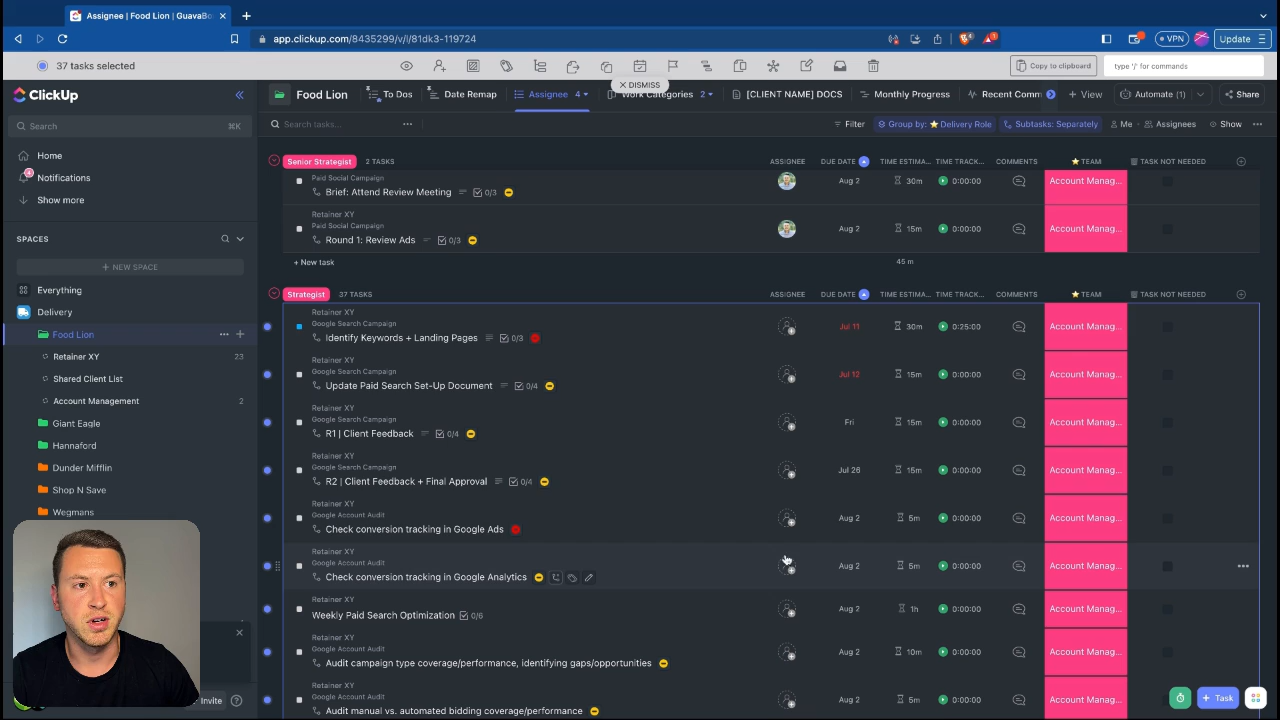 Assignee | Food Lion | GuavaBo
app.clickup.com/8435299/v/l/81dk3-119724
VPN
Update
37 tasks selected
Copy to clipboard
type '/' for commands
DISMISS
ClickUp
Food Lion
To Dos
Date Remap
Assignee 4
Work Categories 2
[CLIENT NAME] DOCS
Monthly Progress
Recent Comm
+ View
Automate (1)
Share
Search
⌘K
Search tasks...
Filter
Group by: ⭐ Delivery Role
Subtasks: Separately
Me
Assignees
Show
Home
Notifications
4
Show more
SPACES
+ NEW SPACE
Everything
Delivery
Food Lion
Retainer XY 23
Shared Client List
Account Management 2
Giant Eagle
Hannaford
Dunder Mifflin
Shop N Save
Wegmans
Invite
Senior Strategist 2 TASKS ASSIGNEE DUE DATE TIME ESTIMA... TIME TRACK... COMMENTS ⭐ TEAM TASK NOT NEEDED
Paid Social Campaign
Brief: Attend Review Meeting 0/3 Aug 2 30m 0:00:00 Account Manag...
Retainer XY
Paid Social Campaign
Round 1: Review Ads 0/3 Aug 2 15m 0:00:00 Account Manag...
+ New task 45 m
Strategist 37 TASKS ASSIGNEE DUE DATE TIME ESTIMA... TIME TRACK... COMMENTS ⭐ TEAM TASK NOT NEEDED
Retainer XY
Google Search Campaign
Identify Keywords + Landing Pages 0/3 Jul 11 30m 0:25:00 Account Manag...
Retainer XY
Google Search Campaign
Update Paid Search Set-Up Document 0/4 Jul 12 15m 0:00:00 Account Manag...
Retainer XY
Google Search Campaign
R1 | Client Feedback 0/4 Fri 15m 0:00:00 Account Manag...
Retainer XY
Google Search Campaign
R2 | Client Feedback + Final Approval 0/4 Jul 26 15m 0:00:00 Account Manag...
Retainer XY
Google Account Audit
Check conversion tracking in Google Ads Aug 2 5m 0:00:00 Account Manag...
Retainer XY
Google Account Audit
Check conversion tracking in Google Analytics Aug 2 5m 0:00:00 Account Manag...
Retainer XY
Weekly Paid Search Optimization 0/6 Aug 2 1h 0:00:00 Account Manag...
Retainer XY
Google Account Audit
Audit campaign type coverage/performance, identifying gaps/opportunities Aug 2 10m 0:00:00 Account Manag...
Retainer XY
Google Account Audit
Audit manual vs automated bidding coverage/performance Aug 2 5m 0:00:00 Account Manag...
+ Task